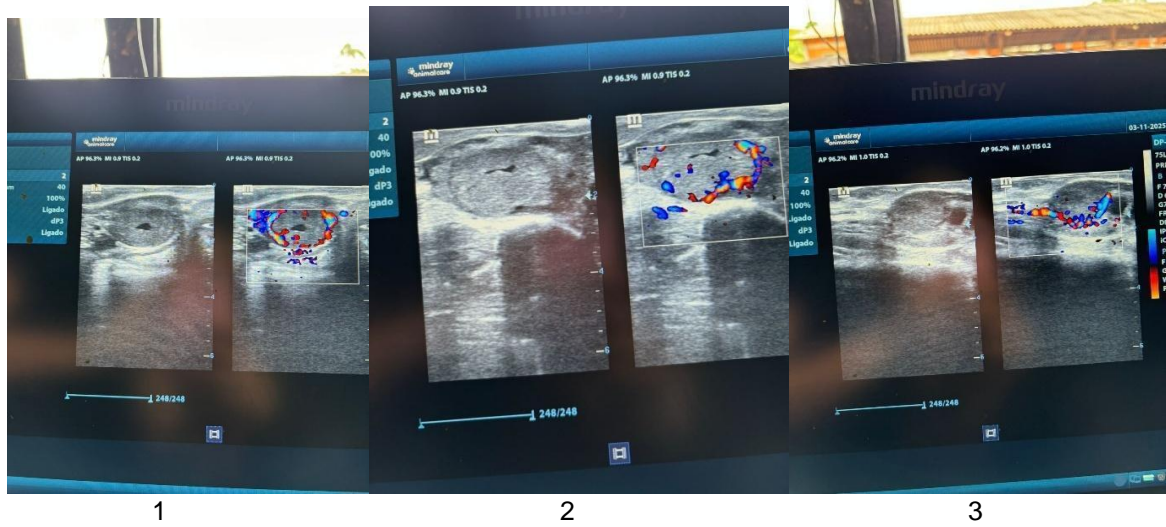 mindray
mindray
animalcare
AP 96.3% MI 0.9 TIS 0.2
AP 96.3% MI 0.9 TIS 0.2
2
40
100%
Ligado
dP3
Ligado
248/248
1
mindray
mindray
animalcare
AP 96.3% MI 0.9 TIS 0.2
AP 96.3% MI 0.9 TIS 0.2
2
40
00%
gado
dP3
igado
248/248
2
mindray
mindray
animalcare
03-11-2025
AP 96.2% MI 1.0 TIS 0.2
AP 96.2% MI 1.0 TIS 0.2
2
40
100%
Ligado
dP3
Ligado
DP-
75L
248/248
3